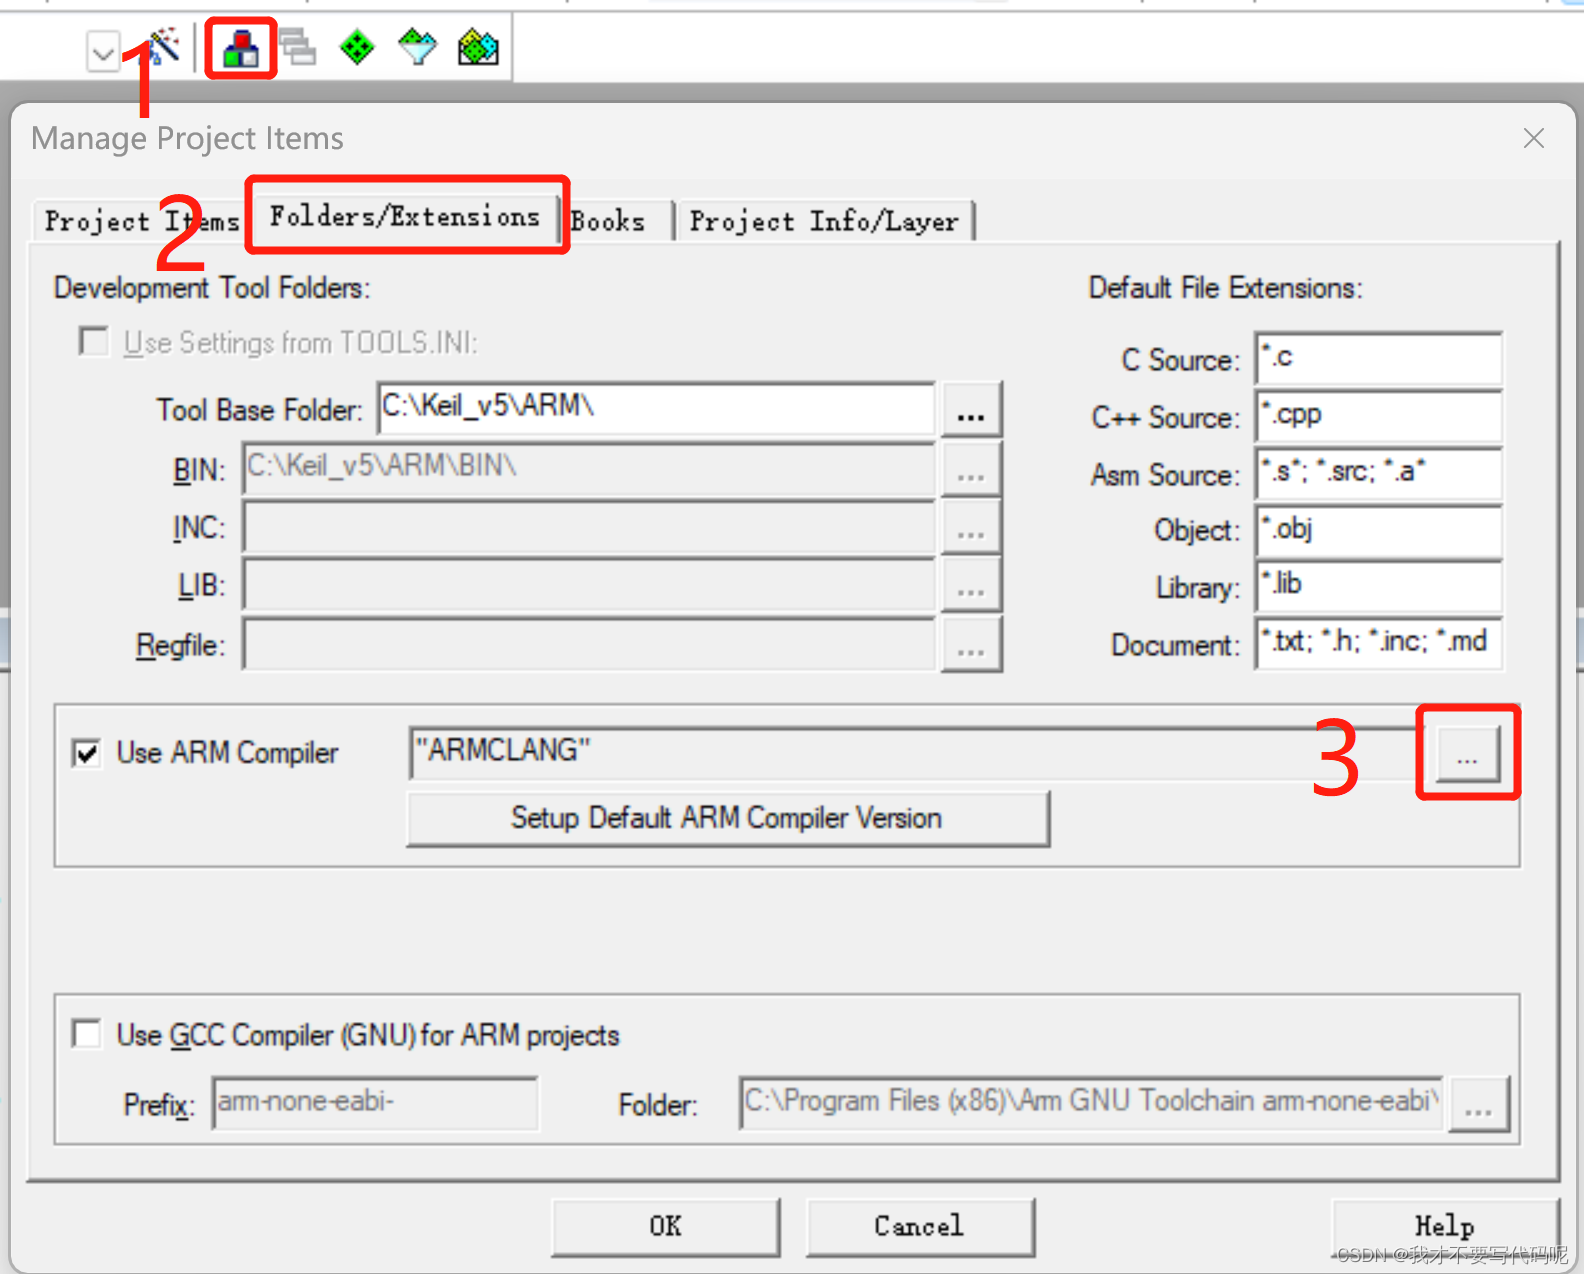 1
Manage Project Items
2
Project Items Folders/Extensions Books Project Info/Layer
Development Tool Folders: Default File Extensions:
Use Settings from TOOLS.INI:
C Source: *.c
Tool Base Folder: C:\Keil_v5\ARM\ ...
C++ Source: *.cpp
BIN: C:\Keil_v5\ARM\BIN\ ...
Asm Source: *.s*; *.src; *.a*
INC: ...
Object: *.obj
LIB: ...
Library: *.lib
Regfile: ...
Document: *.txt; *.h; *.inc; *.md
Use ARM Compiler "ARMCLANG" 3 ...
Setup Default ARM Compiler Version
Use GCC Compiler (GNU) for ARM projects
Prefix: arm-none-eabi- Folder: C:\Program Files (x86)\Arm GNU Toolchain arm-none-eabi\ ...
OK Cancel Help
CSDN @我才不要写代码呢